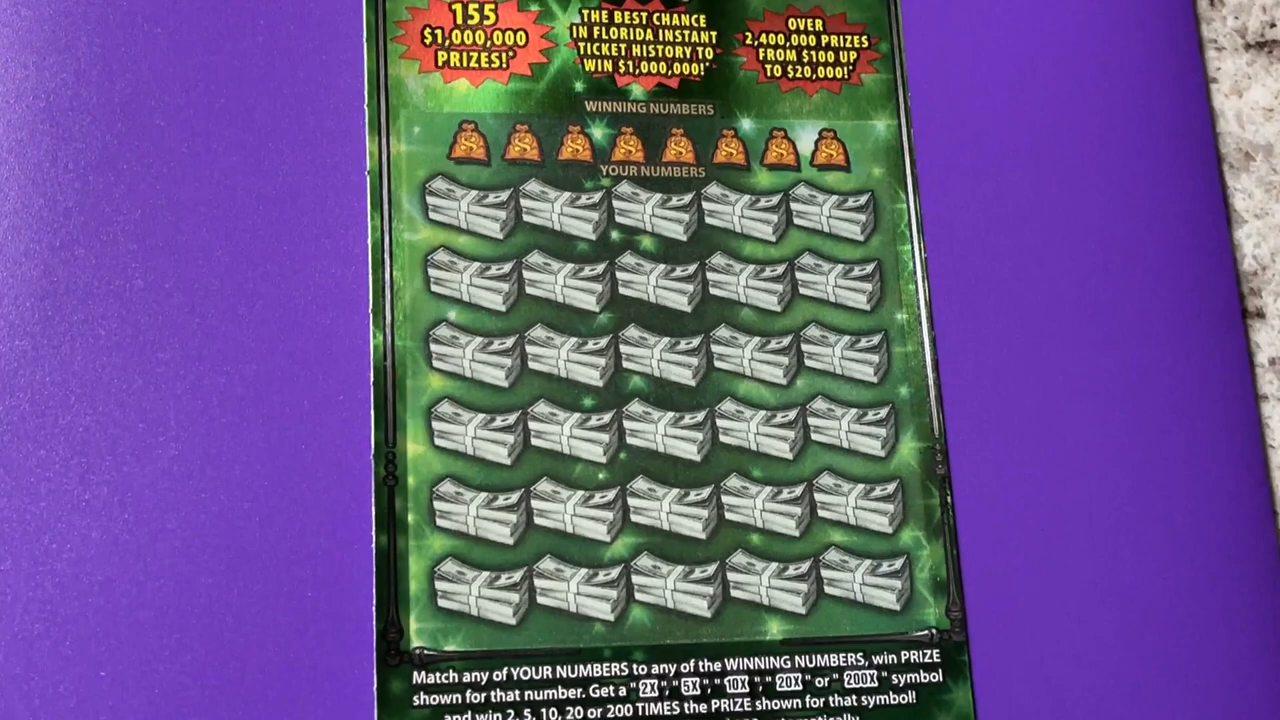 155
$1,000,000
PRIZES!*
THE BEST CHANCE
IN FLORIDA INSTANT
TICKET HISTORY TO
WIN $1,000,000!*
OVER
2,400,000 PRIZES
FROM $100 UP
TO $20,000!*
WINNING NUMBERS
YOUR NUMBERS
Match any of YOUR NUMBERS to any of the WINNING NUMBERS, win PRIZE
shown for that number. Get a "2X", "5X", "10X", "20X" or "200X" symbol
and win 2, 5, 10, 20 or 200 TIMES the PRIZE shown for that symbol!
automatically